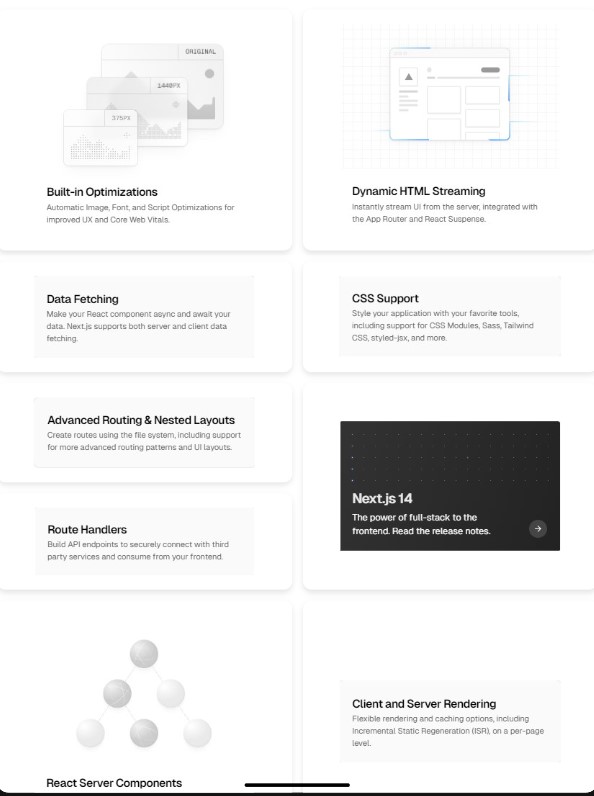 ORIGINAL
1440PX
375PX
Built-in Optimizations
Automatic Image, Font, and Script Optimizations for
improved UX and Core Web Vitals.
Dynamic HTML Streaming
Instantly stream UI from the server, integrated with
the App Router and React Suspense.
Data Fetching
Make your React component async and await your
data. Next.js supports both server and client data
fetching.
CSS Support
Style your application with your favorite tools,
including support for CSS Modules, Sass, Tailwind
CSS, styled-jsx, and more.
Advanced Routing & Nested Layouts
Create routes using the file system, including support
for more advanced routing patterns and UI layouts.
Next.js 14
The power of full-stack to the
frontend. Read the release notes.
Route Handlers
Build API endpoints to securely connect with third
party services and consume from your frontend.
Client and Server Rendering
Flexible rendering and caching options, including
Incremental Static Regeneration (ISR), on a per-page
level.
React Server Components